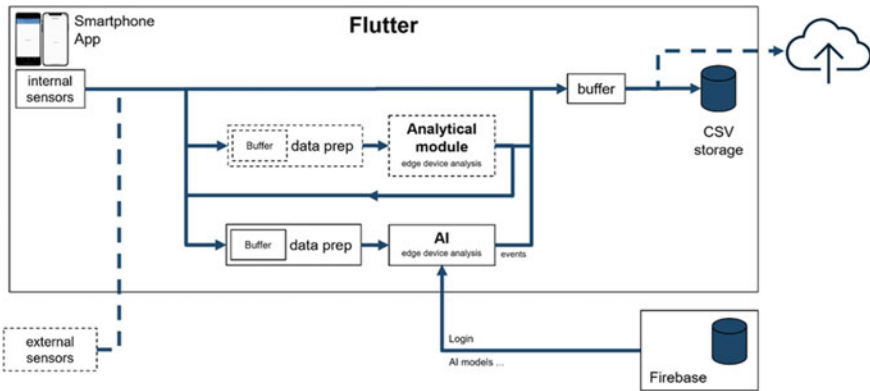 Smartphone
App
Flutter
internal
sensors
buffer
CSV
storage
Buffer
data prep
Analytical
module
edge device analysis
Buffer
data prep
AI
edge device analysis
events
external
sensors
Login
AI models ...
Firebase